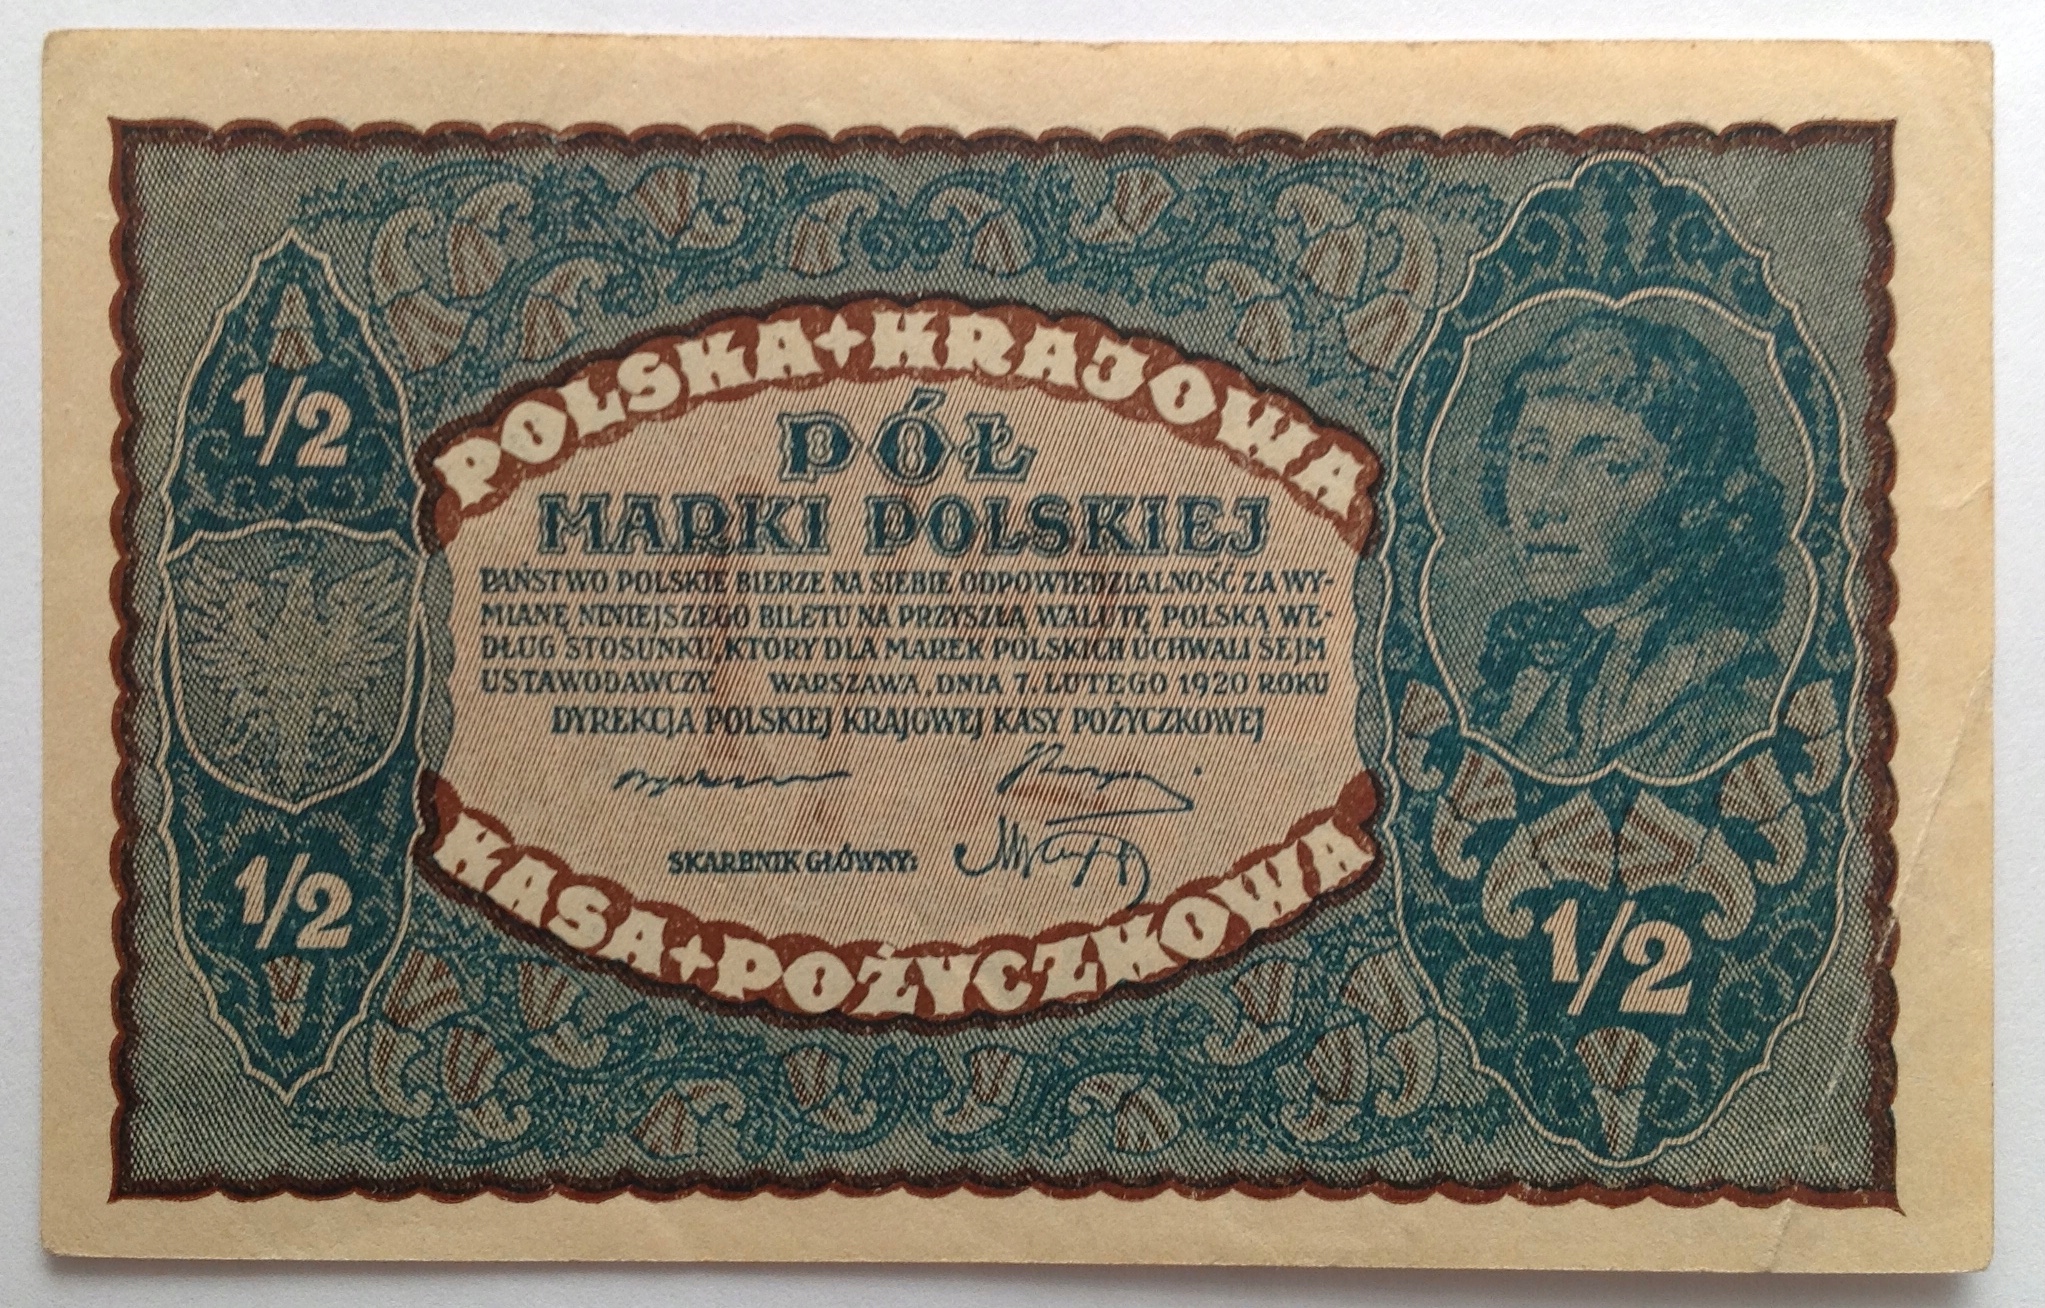 POLSKA + KRAJOWA
1/2
PÓŁ
MARKI POLSKIEJ
PAŃSTWO POLSKIE BIERZE NA SIEBIE ODPOWIEDZIALNOŚĆ ZA WY-
MIANĘ NINIEJSZEGO BILETU NA PRZYSZŁĄ WALUTĘ POLSKĄ WE-
DŁUG STOSUNKU, KTÓRY DLA MAREK POLSKICH UCHWALI SEJM
USTAWODAWCZY. WARSZAWA, DNIA 7. LUTEGO 1920 ROKU
DYREKCJA POLSKIEJ KRAJOWEJ KASY POŻYCZKOWEJ
SKARBNIK GŁÓWNY:
1/2
1/2
KASA + POŻYCZKOWA